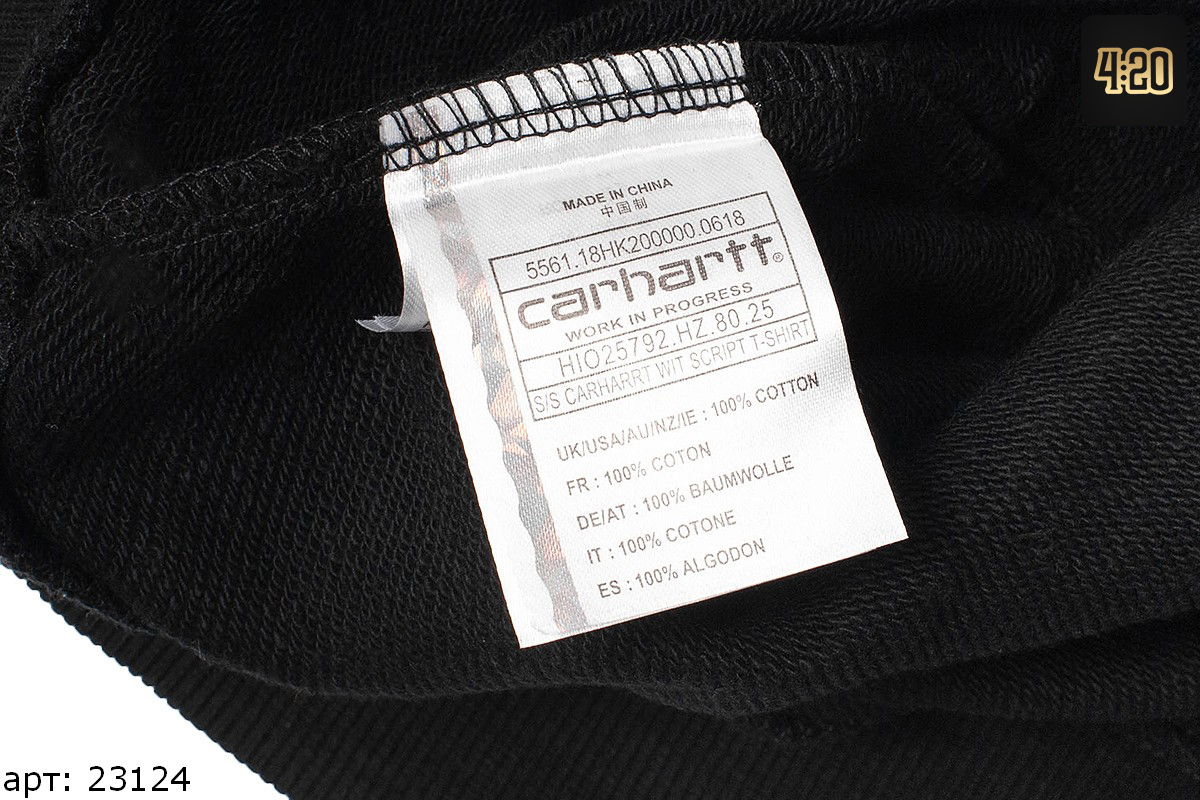 4:20
MADE IN CHINA
中国制
5561.18HK200000.0618
carhartt®
WORK IN PROGRESS
HIO25792.HZ.80.25
S/S CARHARRT WIT SCRIPT T-SHIRT
UK/USA/AU/NZ/IE : 100% COTTON
FR : 100% COTON
DE/AT : 100% BAUMWOLLE
IT : 100% COTONE
ES : 100% ALGODON
арт: 23124